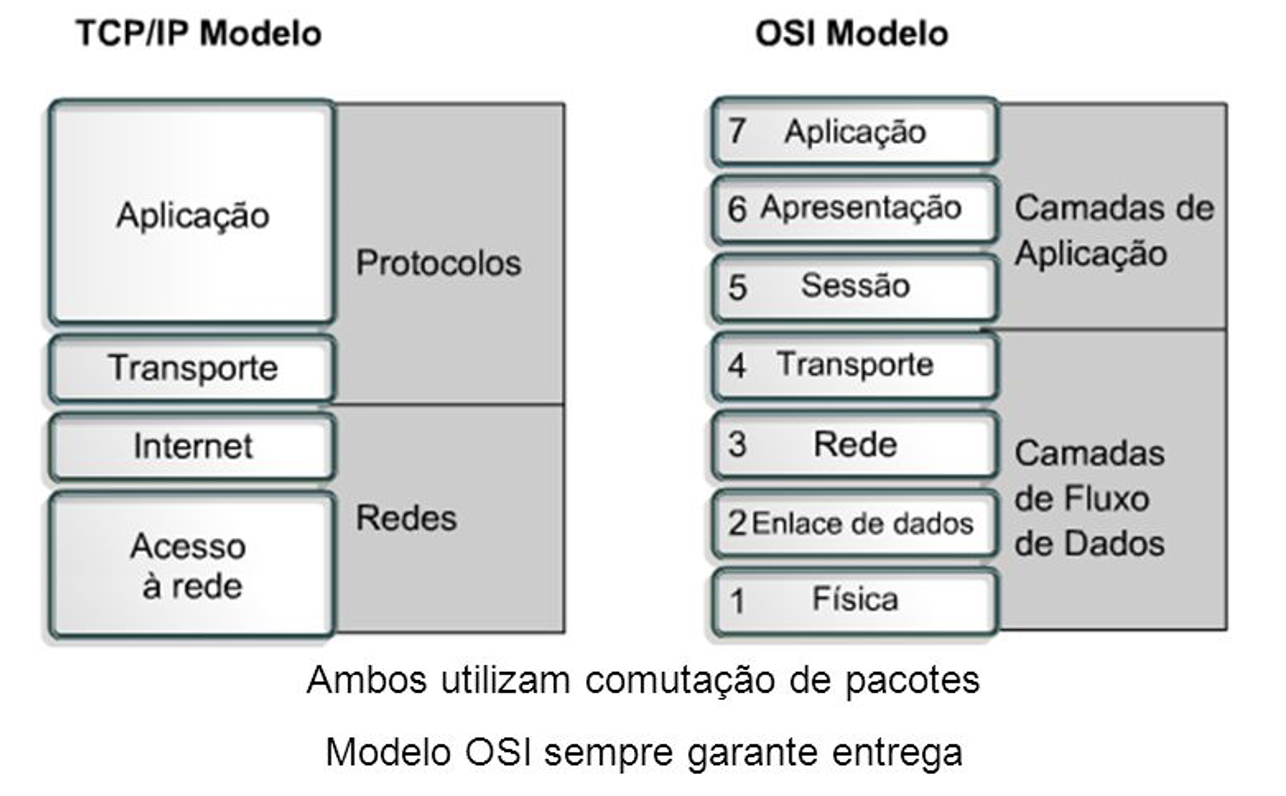 TCP/IP Modelo
Aplicação
Transporte
Internet
Acesso
à rede
Protocolos
Redes
OSI Modelo
7 Aplicação
6 Apresentação
5 Sessão
4 Transporte
3 Rede
2 Enlace de dados
1 Física
Camadas de
Aplicação
Camadas
de Fluxo
de Dados
Ambos utilizam comutação de pacotes
Modelo OSI sempre garante entrega